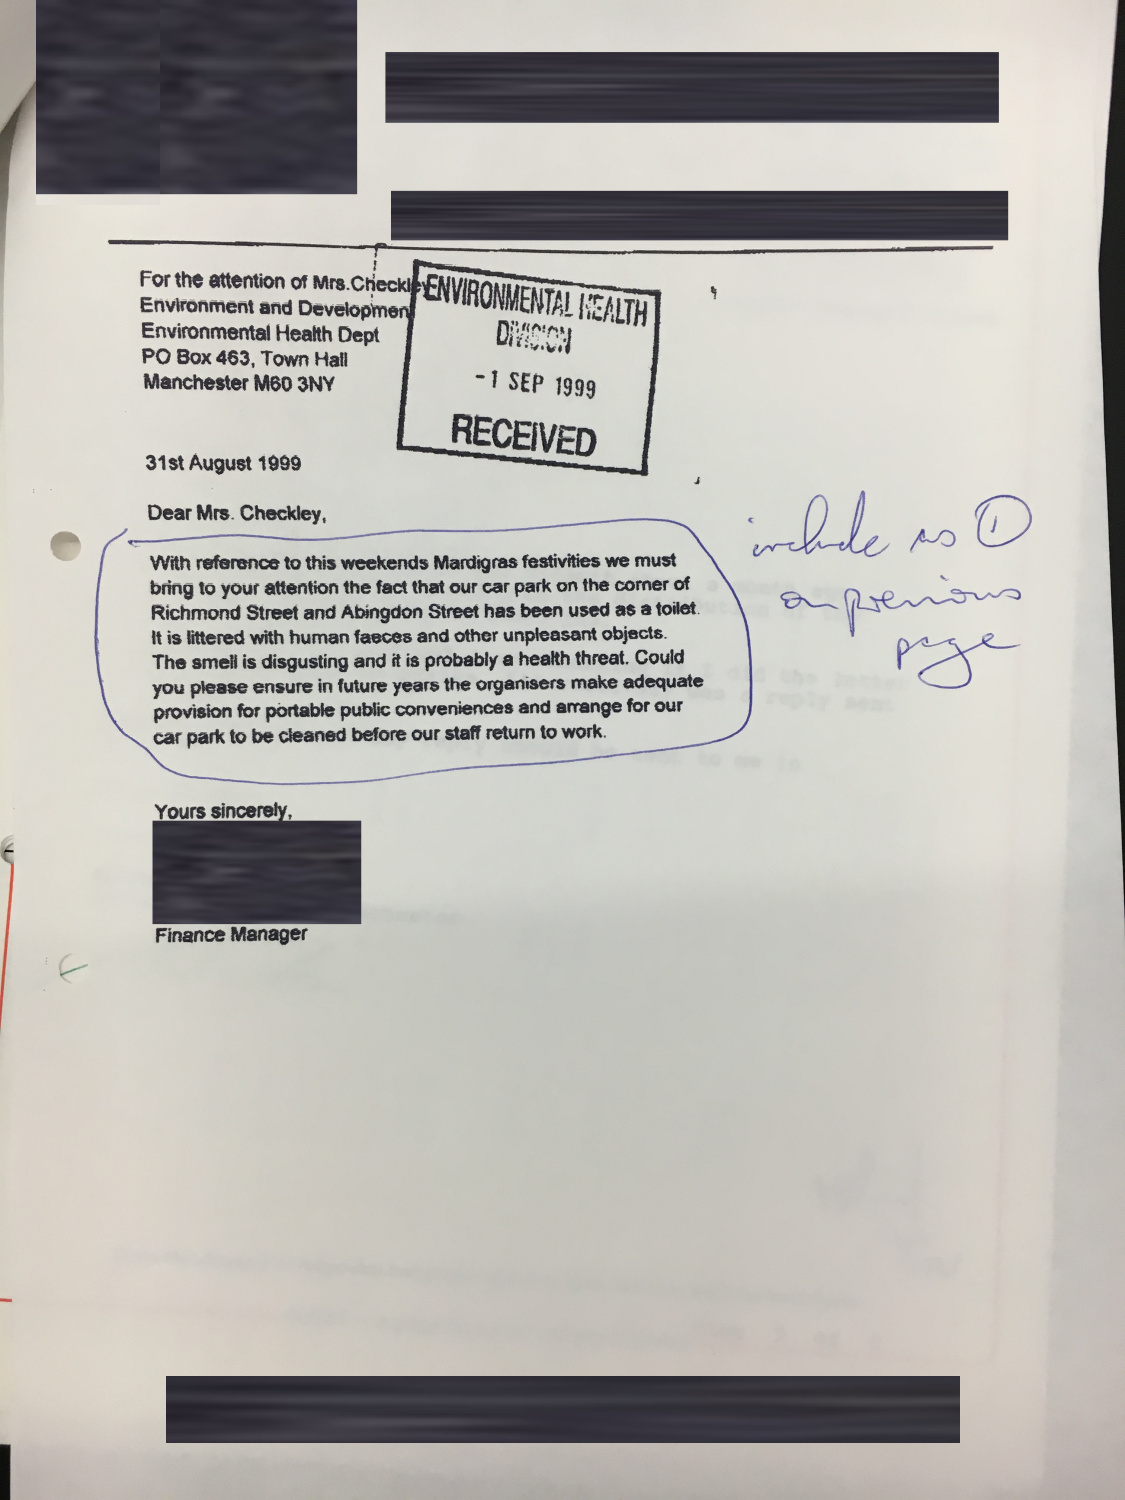 For the attention of Mrs.Checkley
Environment and Developmen
Environmental Health Dept
PO Box 463, Town Hall
Manchester M60 3NY
ENVIRONMENTAL HEALTH
DIVISION
-1 SEP 1999
RECEIVED
31st August 1999
Dear Mrs. Checkley,
With reference to this weekends Mardigras festivities we must
bring to your attention the fact that our car park on the corner of
Richmond Street and Abingdon Street has been used as a toilet.
It is littered with human faeces and other unpleasant objects.
The smell is disgusting and it is probably a health threat. Could
you please ensure in future years the organisers make adequate
provision for portable public conveniences and arrange for our
car park to be cleaned before our staff return to work.
include as 1
on previous
page
Yours sincerely,
Finance Manager